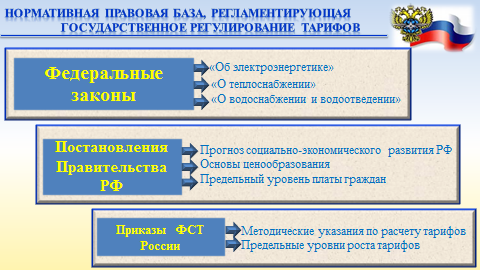 НОРМАТИВНАЯ ПРАВОВАЯ БАЗА, РЕГЛАМЕНТИРУЮЩАЯ
ГОСУДАРСТВЕННОЕ РЕГУЛИРОВАНИЕ ТАРИФОВ
Федеральные
законы
«Об электроэнергетике»
«О теплоснабжении»
«О водоснабжении и водоотведении»
Постановления
Правительства
РФ
Прогноз социально-экономического развития РФ
Основы ценообразования
Предельный уровень платы граждан
Приказы ФСТ
России
Методические указания по расчету тарифов
Предельные уровни роста тарифов